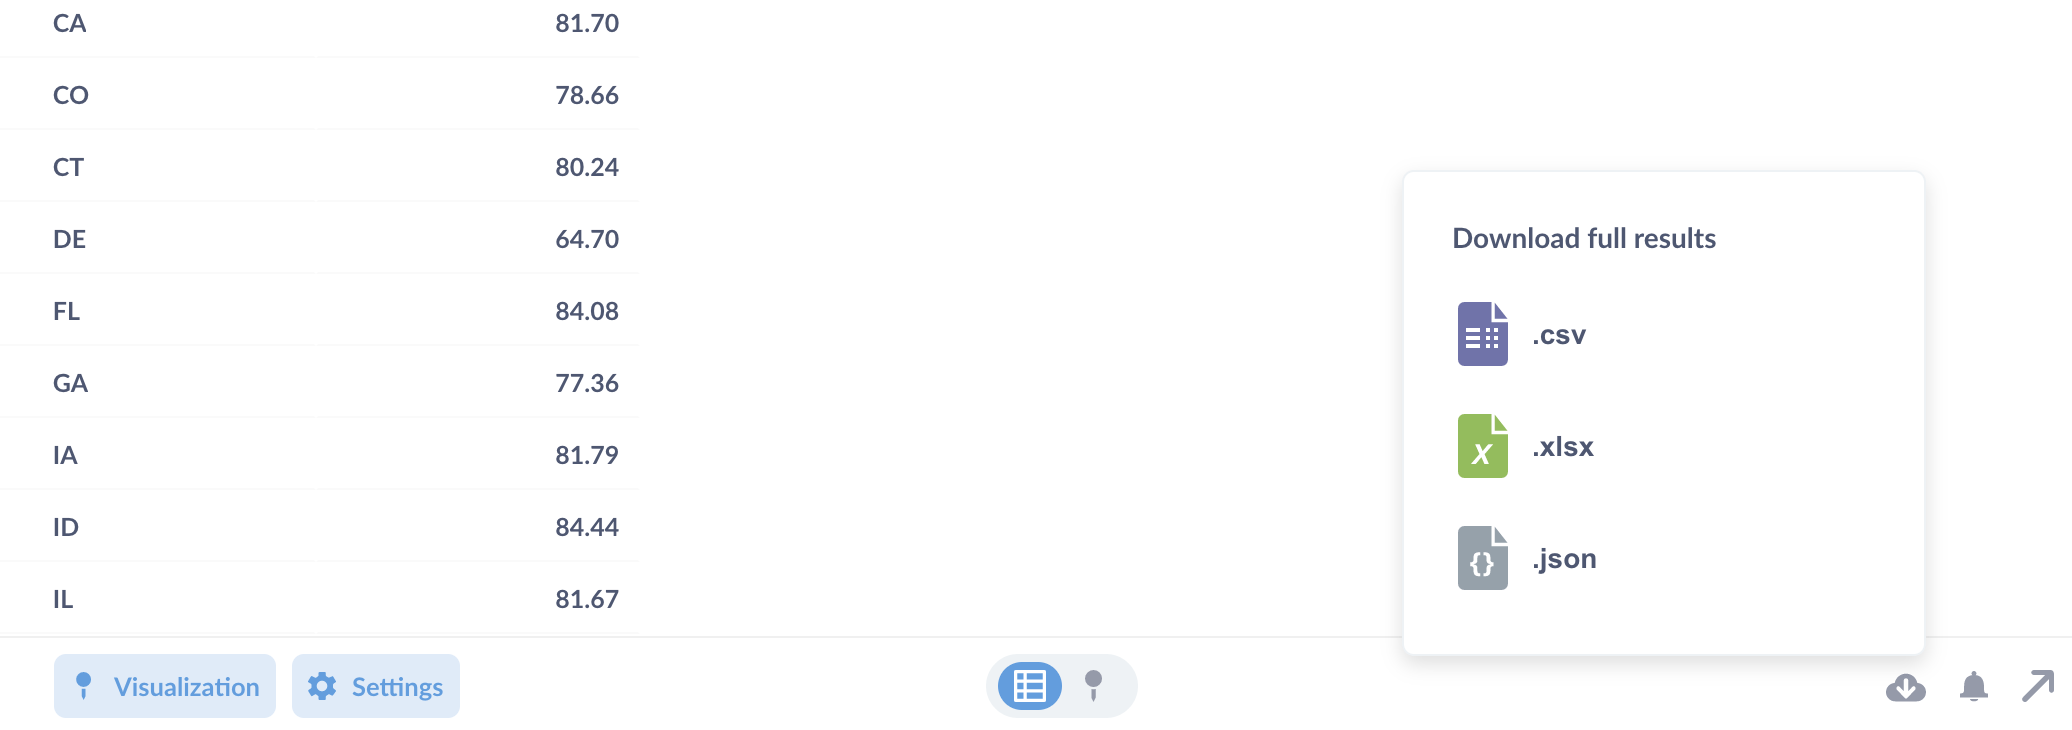 CA 81.70
CO 78.66
CT 80.24
DE 64.70
FL 84.08
GA 77.36
IA 81.79
ID 84.44
IL 81.67
Download full results
.csv
X .xlsx
{} .json
Visualization Settings